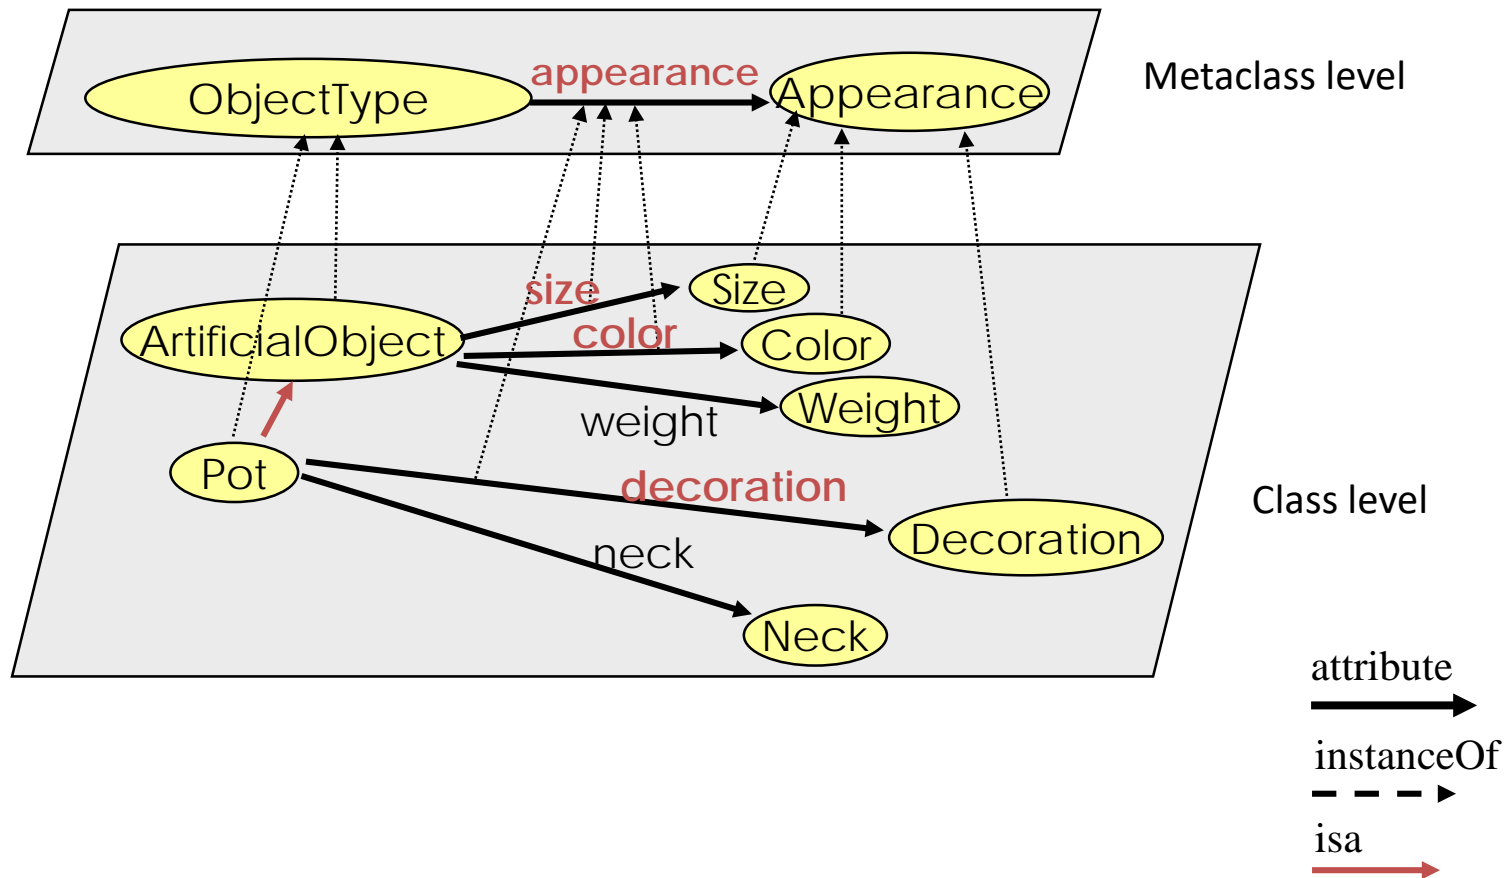 appearance
ObjectType
Appearance
Metaclass level
size
Size
color
ArtificialObject
Color
weight
Weight
Pot
decoration
Class level
Decoration
neck
Neck
attribute
instanceOf
isa